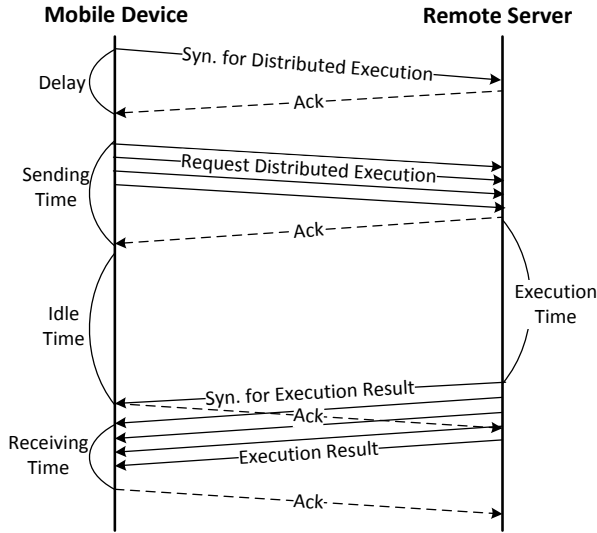 Mobile Device
Remote Server
Syn. for Distributed Execution
Delay
Ack
Request Distributed Execution
Sending
Time
Ack
Execution
Time
Idle
Time
Syn. for Execution Result
Ack
Receiving
Time
Execution Result
Ack